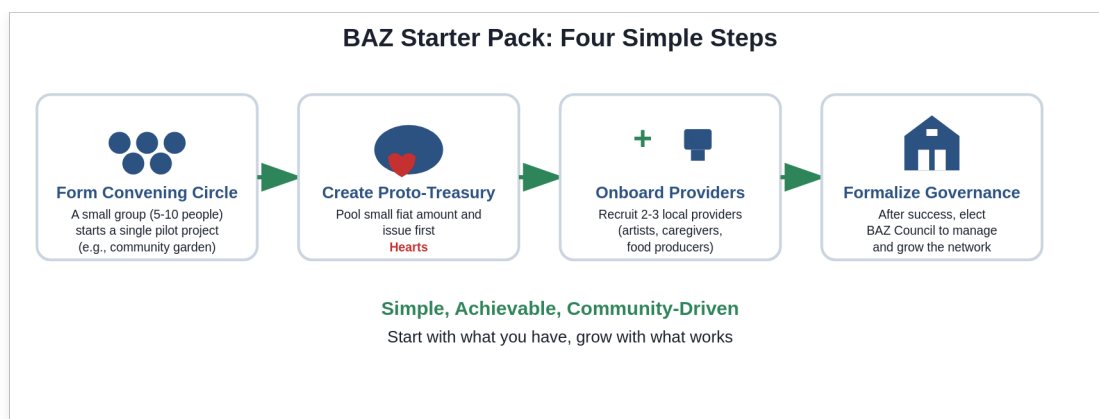 BAZ Starter Pack: Four Simple Steps
+
Form Convening Circle
A small group (5-10 people)
starts a single pilot project
(e.g., community garden)
Create Proto-Treasury
Pool small fiat amount and
issue first
Hearts
Onboard Providers
Recruit 2-3 local providers
(artists, caregivers,
food producers)
Formalize Governance
After success, elect
BAZ Council to manage
and grow the network
Simple, Achievable, Community-Driven
Start with what you have, grow with what works